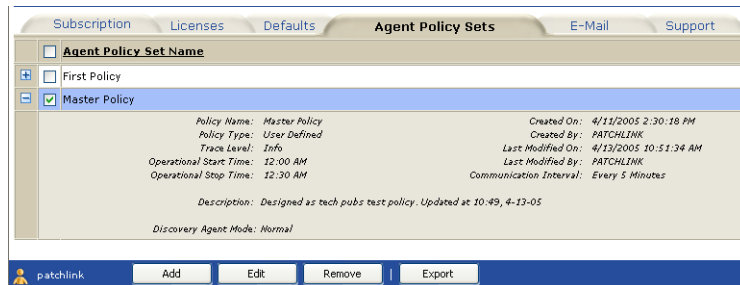 Subscription Licenses Defaults Agent Policy Sets E-Mail Support
Agent Policy Set Name
First Policy
Master Policy
Policy Name: Master Policy Created On: 4/11/2005 2:30:18 PM
Policy Type: User Defined Created By: PATCHLINK
Trace Level: Info Last Modified On: 4/13/2005 10:51:34 AM
Operational Start Time: 12:00 AM Last Modified By: PATCHLINK
Operational Stop Time: 12:30 AM Communication Interval: Every 5 Minutes
Description: Designed as tech pubs test policy. Updated at 10:49, 4-13-05
Discovery Agent Mode: Normal
patchlink Add Edit Remove | Export